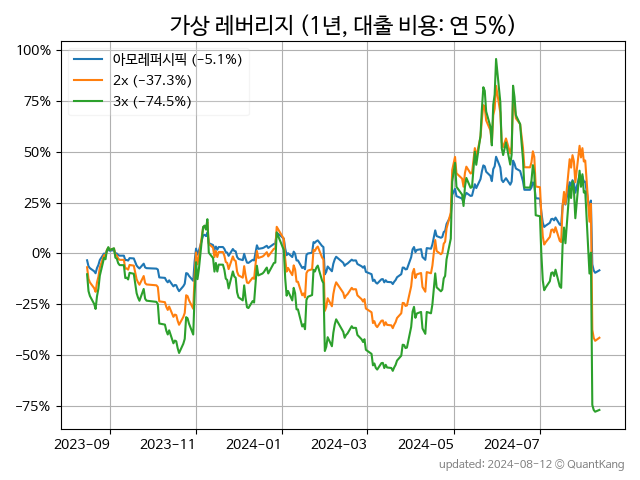 가상 레버리지 (1년, 대출 비용: 연 5%)
아모레퍼시픽 (−5.1%)
2x (−37.3%)
3x (−74.5%)
100%
75%
50%
25%
0%
−25%
−50%
−75%
2023-09 2023-11 2024-01 2024-03 2024-05 2024-07
updated: 2024-08-12 © QuantKang